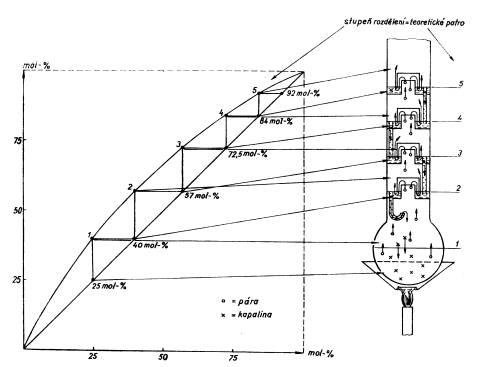 stupeň rozdělení = teoretické patro
mol-%
5
92 mol-%
5
4
84 mol-%
4
75
3
72,5 mol-%
3
2
57 mol-%
2
50
1
40 mol-%
1
25
25 mol-%
o = pára
x = kapalina
25
50
75
mol-%